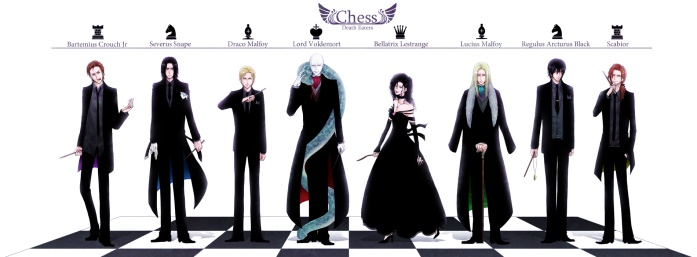 Chess
Death Eaters
Bartemius Crouch Jr Severus Snape Draco Malfoy Lord Voldemort Bellatrix Lestrange Lucius Malfoy Regulus Arcturus Black Scabior